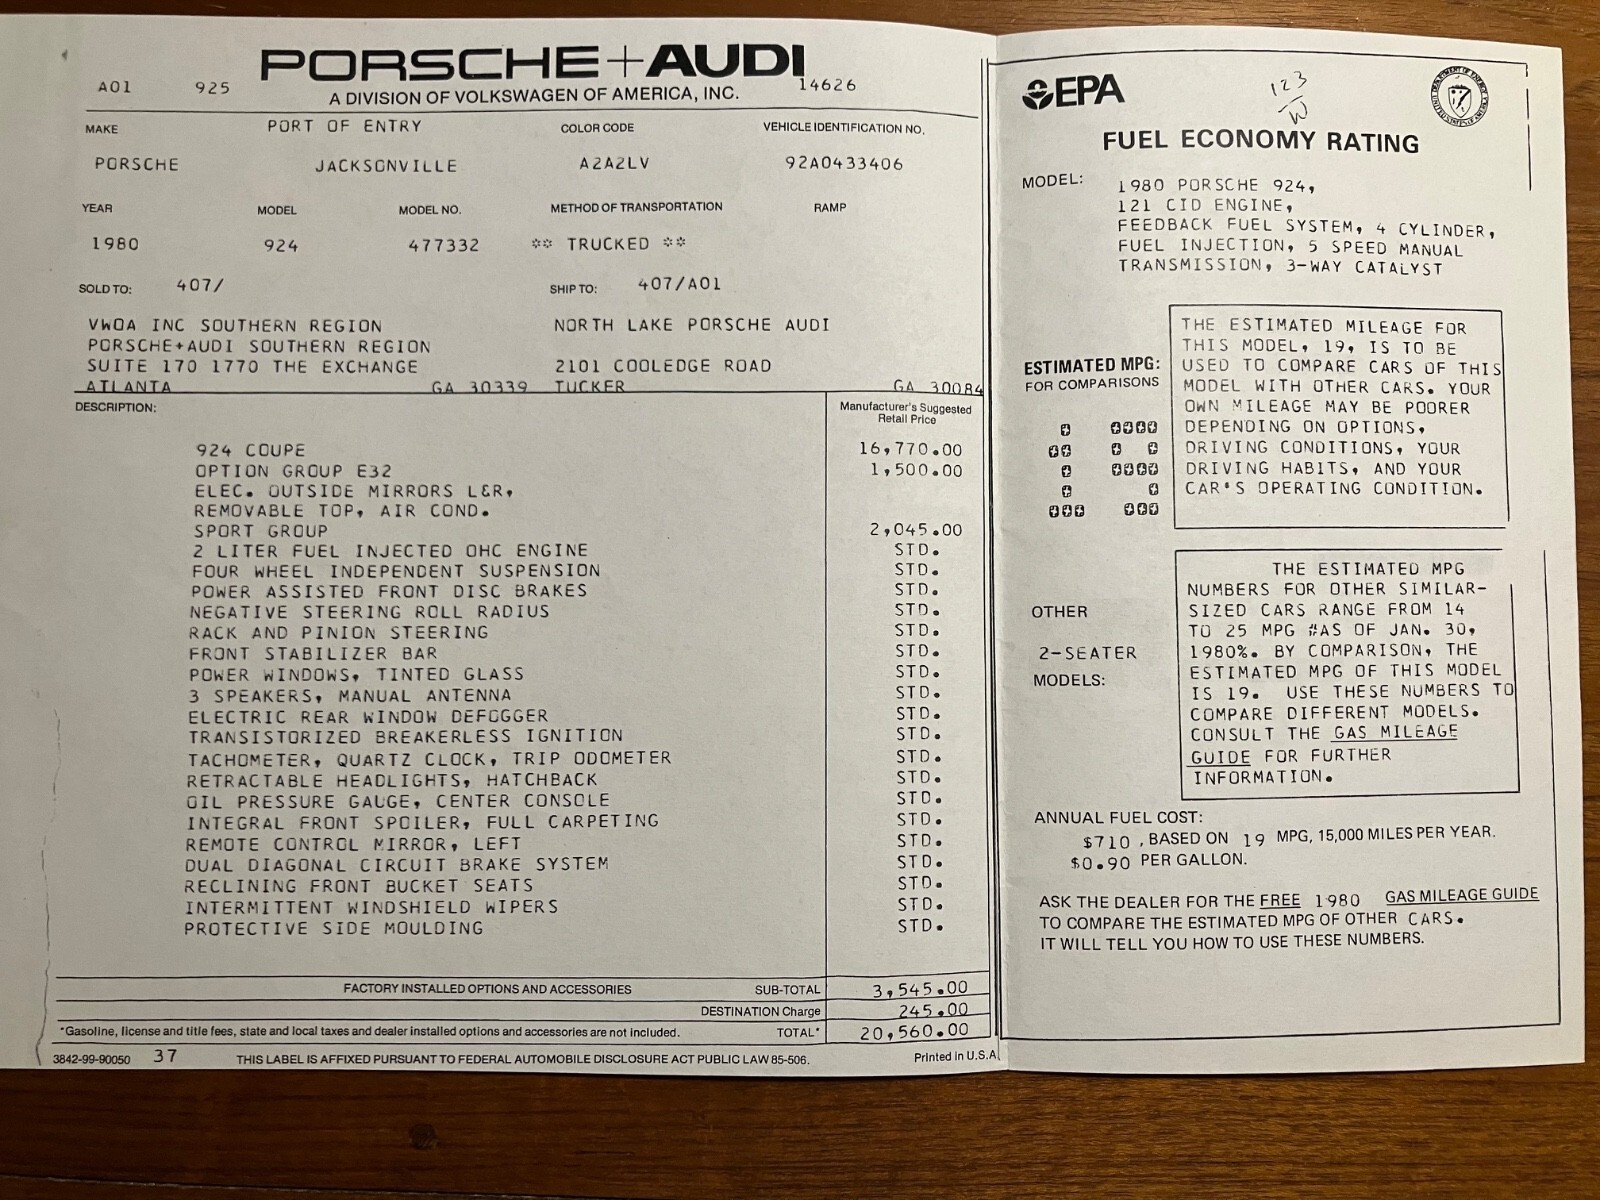 PORSCHE+AUDI
A01 925 14626
A DIVISION OF VOLKSWAGEN OF AMERICA, INC.
MAKE PORT OF ENTRY COLOR CODE VEHICLE IDENTIFICATION NO.
PORSCHE JACKSONVILLE A2A2LV 92A0433406
YEAR MODEL MODEL NO. METHOD OF TRANSPORTATION RAMP
1980 924 477332 ** TRUCKED **
SOLD TO: 407/ SHIP TO: 407/A01
VWOA INC SOUTHERN REGION NORTH LAKE PORSCHE AUDI
PORSCHE+AUDI SOUTHERN REGION
SUITE 170 1770 THE EXCHANGE 2101 COOLEDGE ROAD
ATLANTA GA 30339 TUCKER GA 30084
DESCRIPTION: Manufacturer's Suggested
Retail Price
924 COUPE 16,770.00
OPTION GROUP E32 1,500.00
ELEC. OUTSIDE MIRRORS L&R,
REMOVABLE TOP, AIR COND.
SPORT GROUP 2,045.00
2 LITER FUEL INJECTED OHC ENGINE STD.
FOUR WHEEL INDEPENDENT SUSPENSION STD.
POWER ASSISTED FRONT DISC BRAKES STD.
NEGATIVE STEERING ROLL RADIUS STD.
RACK AND PINION STEERING STD.
FRONT STABILIZER BAR STD.
POWER WINDOWS, TINTED GLASS STD.
3 SPEAKERS, MANUAL ANTENNA STD.
ELECTRIC REAR WINDOW DEFOGGER STD.
TRANSISTORIZED BREAKERLESS IGNITION STD.
TACHOMETER, QUARTZ CLOCK, TRIP ODOMETER STD.
RETRACTABLE HEADLIGHTS, HATCHBACK STD.
OIL PRESSURE GAUGE, CENTER CONSOLE STD.
INTEGRAL FRONT SPOILER, FULL CARPETING STD.
REMOTE CONTROL MIRROR, LEFT STD.
DUAL DIAGONAL CIRCUIT BRAKE SYSTEM STD.
RECLINING FRONT BUCKET SEATS STD.
INTERMITTENT WINDSHIELD WIPERS STD.
PROTECTIVE SIDE MOULDING STD.
FACTORY INSTALLED OPTIONS AND ACCESSORIES SUB-TOTAL 3,545.00
DESTINATION Charge 245.00
*Gasoline, license and title fees, state and local taxes and dealer installed options and accessories are not included. TOTAL* 20,560.00
3842-99-90050 37 THIS LABEL IS AFFIXED PURSUANT TO FEDERAL AUTOMOBILE DISCLOSURE ACT PUBLIC LAW 85-506. Printed in U.S.A.
EPA 123
FUEL ECONOMY RATING
MODEL: 1980 PORSCHE 924,
121 CID ENGINE,
FEEDBACK FUEL SYSTEM, 4 CYLINDER,
FUEL INJECTION, 5 SPEED MANUAL
TRANSMISSION, 3-WAY CATALYST
ESTIMATED MPG:
FOR COMPARISONS
19
THE ESTIMATED MILEAGE FOR
THIS MODEL, 19, IS TO BE
USED TO COMPARE CARS OF THIS
MODEL WITH OTHER CARS. YOUR
OWN MILEAGE MAY BE POORER
DEPENDING ON OPTIONS,
DRIVING CONDITIONS, YOUR
DRIVING HABITS, AND YOUR
CAR'S OPERATING CONDITION.
OTHER
2-SEATER
MODELS:
THE ESTIMATED MPG
NUMBERS FOR OTHER SIMILAR-
SIZED CARS RANGE FROM 14
TO 25 MPG #AS OF JAN. 30,
1980%. BY COMPARISON, THE
ESTIMATED MPG OF THIS MODEL
IS 19. USE THESE NUMBERS TO
COMPARE DIFFERENT MODELS.
CONSULT THE GAS MILEAGE
GUIDE FOR FURTHER
INFORMATION.
ANNUAL FUEL COST:
$710, BASED ON 19 MPG, 15,000 MILES PER YEAR.
$0.90 PER GALLON.
ASK THE DEALER FOR THE FREE 1980 GAS MILEAGE GUIDE
TO COMPARE THE ESTIMATED MPG OF OTHER CARS.
IT WILL TELL YOU HOW TO USE THESE NUMBERS.